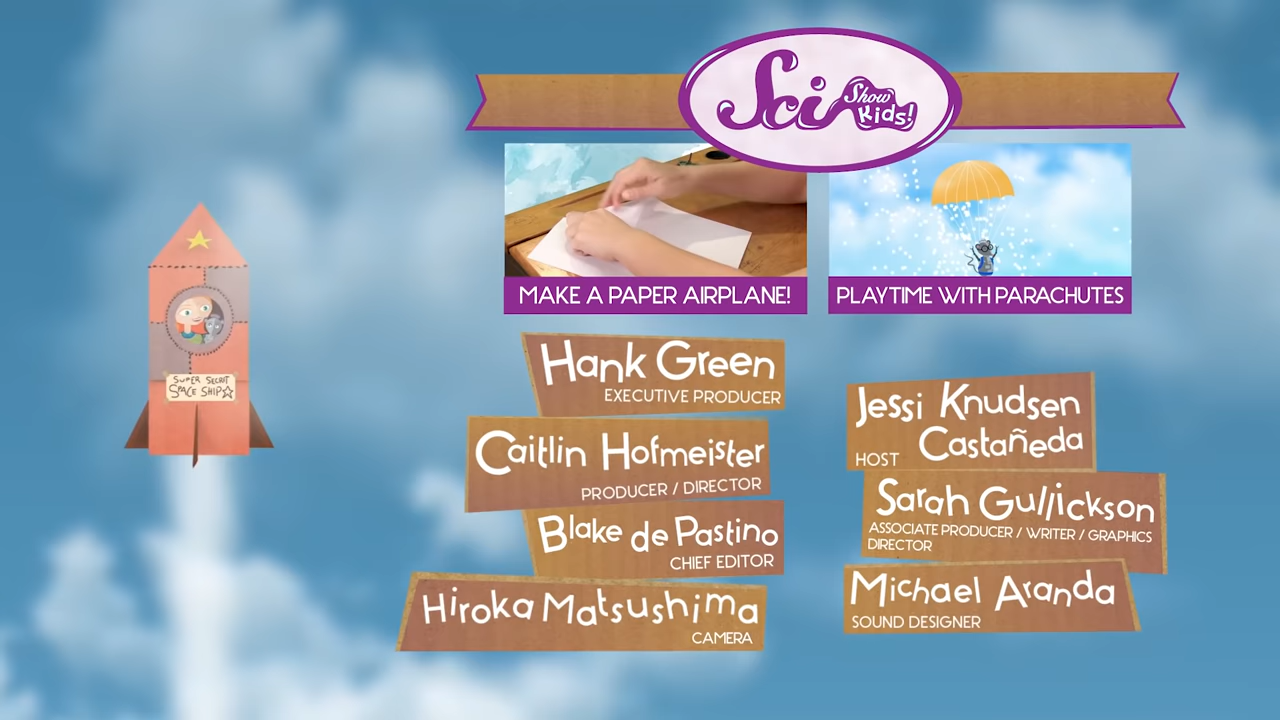 Sci Show Kids!
MAKE A PAPER AIRPLANE!
PLAYTIME WITH PARACHUTES
Hank Green
EXECUTIVE PRODUCER
Caitlin Hofmeister
PRODUCER / DIRECTOR
Blake de Pastino
CHIEF EDITOR
Hiroka Matsushima
CAMERA
Jessi Knudsen
Castañeda
HOST
Sarah Gullickson
ASSOCIATE PRODUCER / WRITER / GRAPHICS
DIRECTOR
Michael Aranda
SOUND DESIGNER
SUPER SECRET
SPACE SHIP